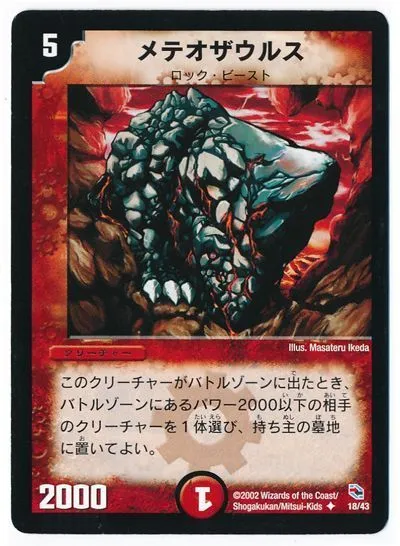 5
メテオザウルス
ロック・ビースト
Illus. Masateru Ikeda
クリーチャー
このクリーチャーがバトルゾーンに出たとき、
バトルゾーンにあるパワー2000以下の相手
のクリーチャーを1体選び、持ち主の墓地
に置いてよい。
2000
1
©2002 Wizards of the Coast/
Shogakukan/Mitsui-Kids
18/43